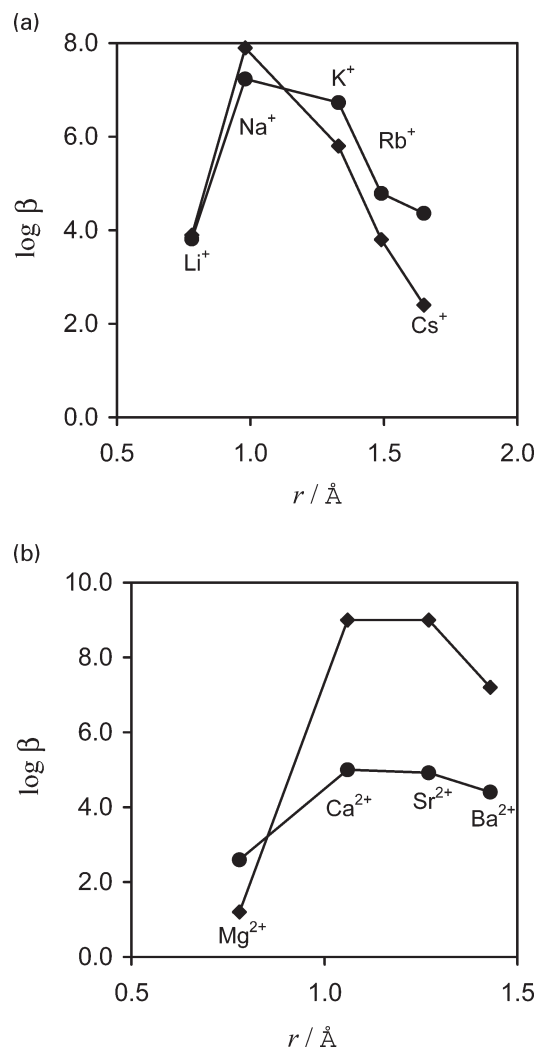 (a)
8.0
K⁺
6.0
Na⁺
Rb⁺
log β
4.0
Li⁺
2.0
Cs⁺
0.0
0.5
1.0
1.5
2.0
r / Å
(b)
10.0
8.0
6.0
log β
4.0
Ca²⁺
Sr²⁺
Ba²⁺
2.0
Mg²⁺
0.0
0.5
1.0
1.5
r / Å